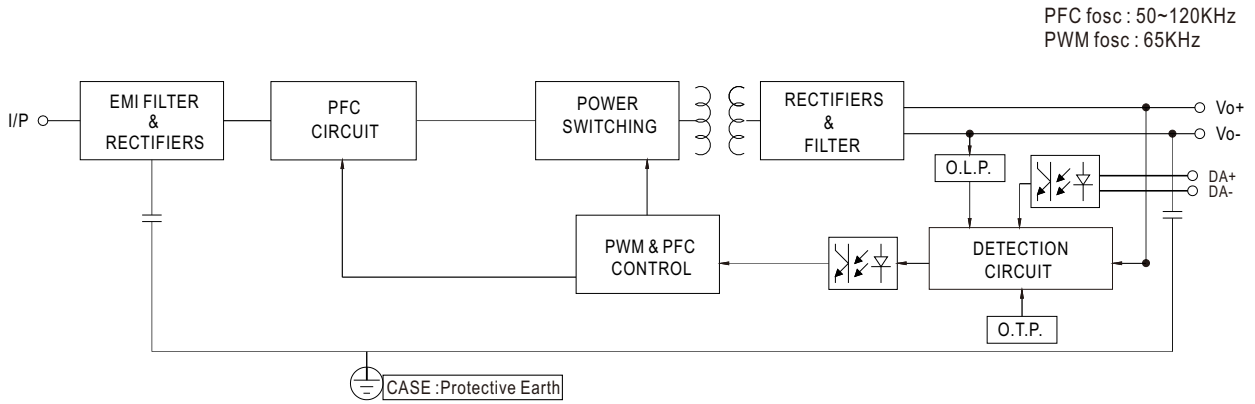 PFC fosc : 50~120KHz
PWM fosc : 65KHz
I/P
EMI FILTER
&
RECTIFIERS
PFC
CIRCUIT
POWER
SWITCHING
RECTIFIERS
&
FILTER
Vo+
Vo-
O.L.P.
DA+
DA-
PWM & PFC
CONTROL
DETECTION
CIRCUIT
O.T.P.
CASE :Protective Earth